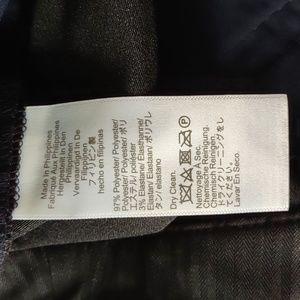 Made In Philippines
Fabriqué Aux Philippines
Hergestellt In Den
Philippinen
Vervaardigd In De
Filippijnen
フィリピン製
hecho en filipinas
97% Polyester/Polyester/
Polyester/Polyester/ポリ
エステル/ poliéster
3% Elastane/Elasthanne/
Elastan/ Elastaan/ポリウレ
タン/ elastano
Dry Clean.
Nettoyage À Sec.
Chemische Reinigung.
Chemisch Reinigen.
ドライクリーニングをし
てください。
Lavar En Seco